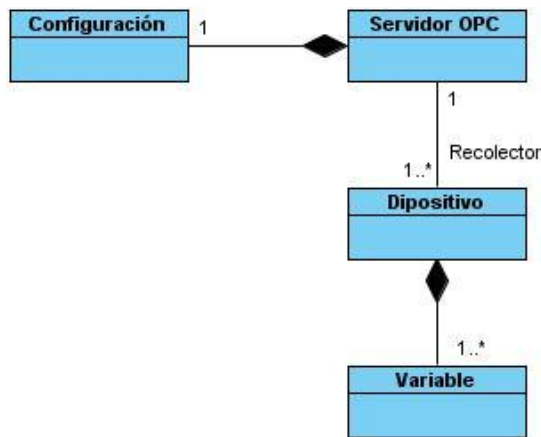 Configuración
1
Servidor OPC
1
Recolector
1..*
Dipositivo
1..*
Variable